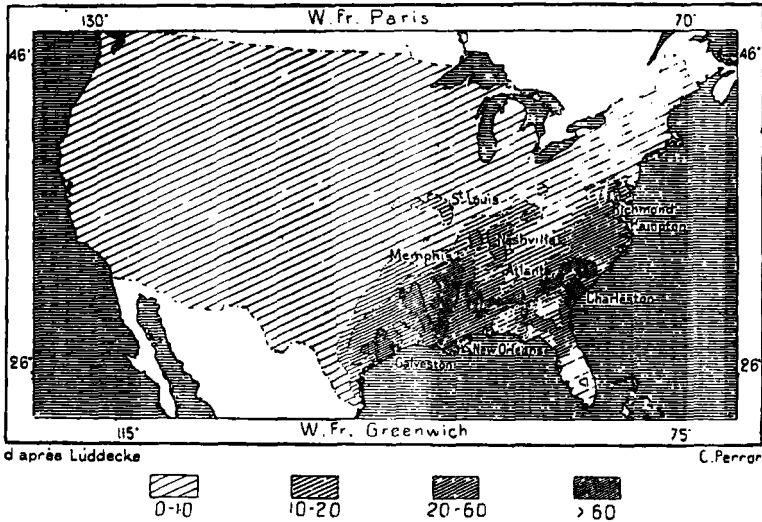 130° W. Fr. Paris 70°
46° 46°
St. Louis
Richmond
Hampton
Nashville
Memphis
Atlanta
Charleston
New Orleans
Galveston
26° 26°
115° W. Fr. Greenwich 75°
d'après Lüddecke C. Perron
0-10 10-20 20-60 >60